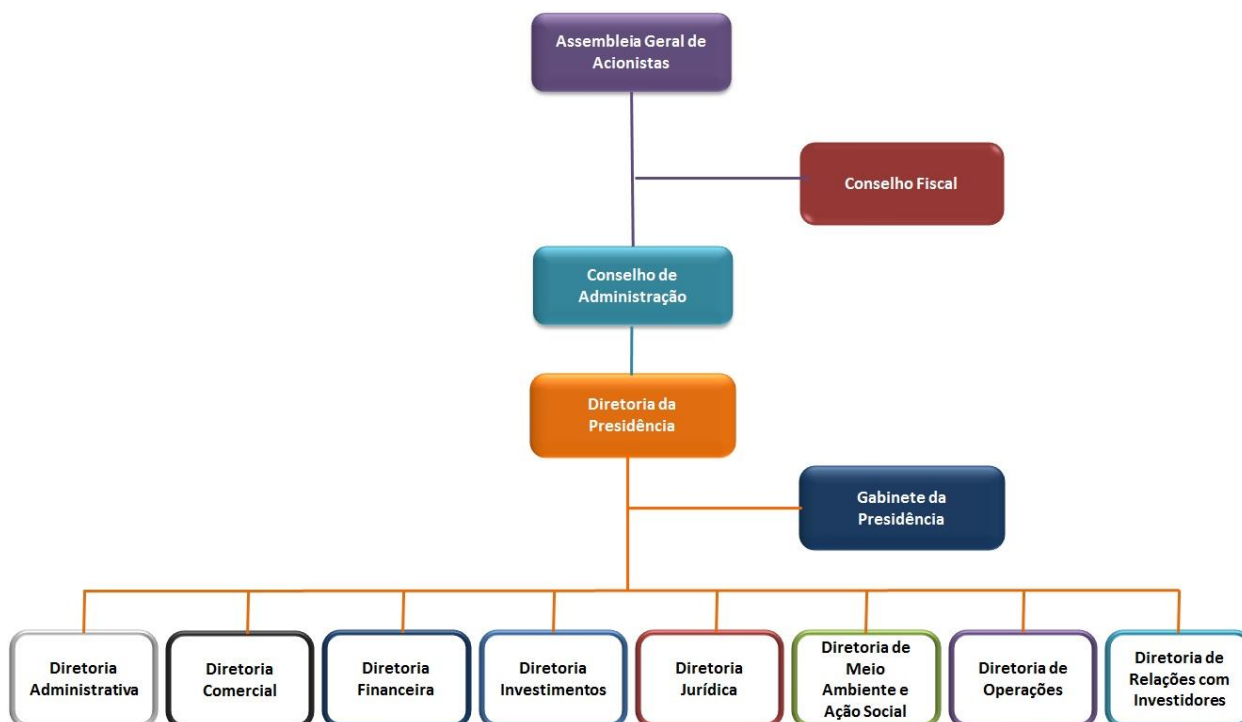 Assembleia Geral de
Acionistas
Conselho Fiscal
Conselho de
Administração
Diretoria da
Presidência
Gabinete da
Presidência
Diretoria
Administrativa
Diretoria
Comercial
Diretoria
Financeira
Diretoria
Investimentos
Diretoria
Jurídica
Diretoria de
Meio
Ambiente e
Ação Social
Diretoria de
Operações
Diretoria de
Relações com
Investidores